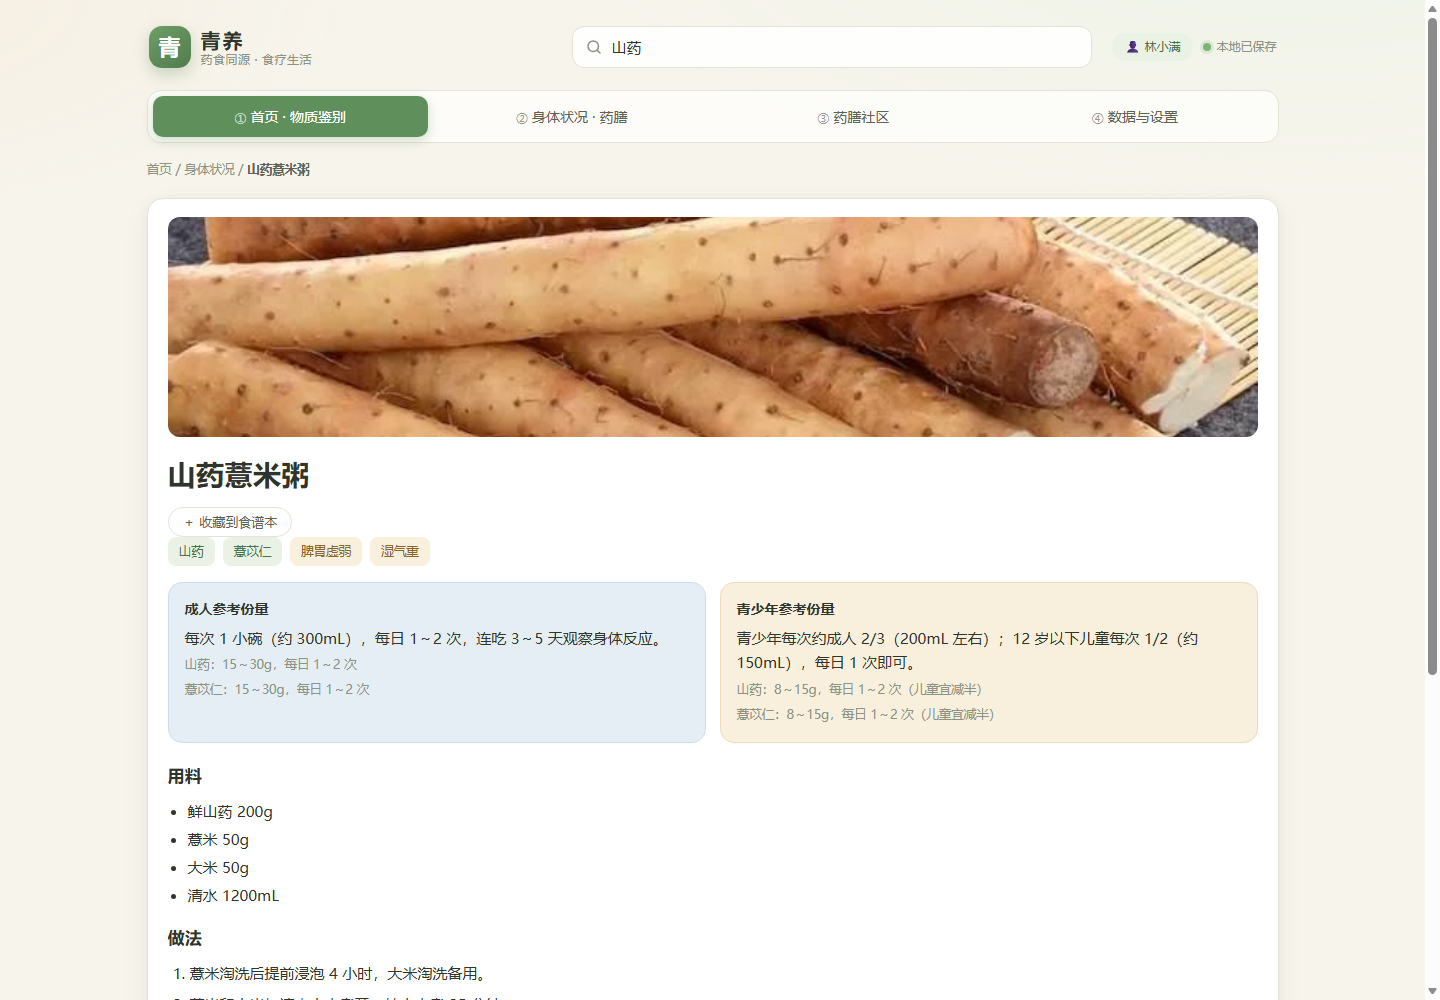 青
青养
药食同源 · 食疗生活
山药
林小满
本地已保存
① 首页 · 物质鉴别
② 身体状况 · 药膳
③ 药膳社区
④ 数据与设置
首页 / 身体状况 / 山药薏米粥
山药薏米粥
+ 收藏到食谱本
山药
薏苡仁
脾胃虚弱
湿气重
成人参考份量
每次 1 小碗（约 300mL），每日 1～2 次，连吃 3～5 天观察身体反应。
山药：15～30g，每日 1～2 次
薏苡仁：15～30g，每日 1～2 次
青少年参考份量
青少年每次约成人 2/3（200mL 左右）；12 岁以下儿童每次 1/2（约
150mL），每日 1 次即可。
山药：8～15g，每日 1～2 次（儿童宜减半）
薏苡仁：8～15g，每日 1～2 次（儿童宜减半）
用料
• 鲜山药 200g
• 薏米 50g
• 大米 50g
• 清水 1200mL
做法
1. 薏米淘洗后提前浸泡 4 小时，大米淘洗备用。